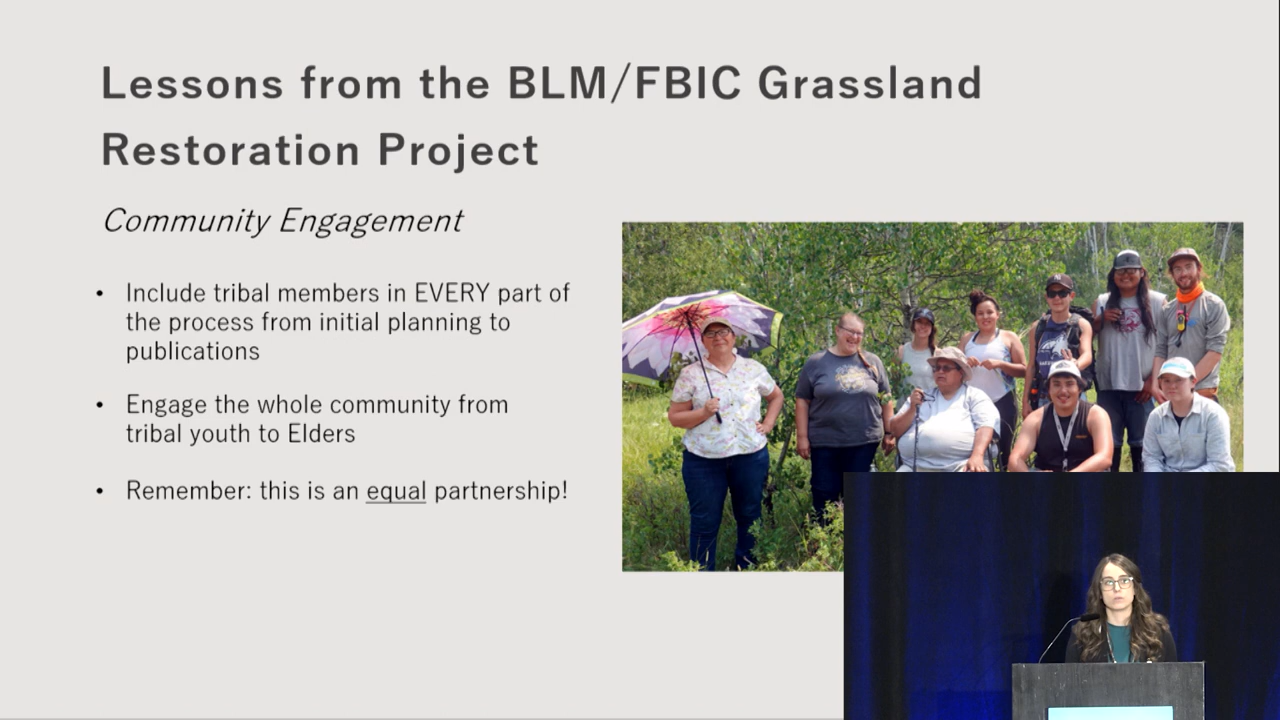 Lessons from the BLM/FBIC Grassland
Restoration Project
Community Engagement
• Include tribal members in EVERY part of
the process from initial planning to
publications
• Engage the whole community from
tribal youth to Elders
• Remember: this is an equal partnership!